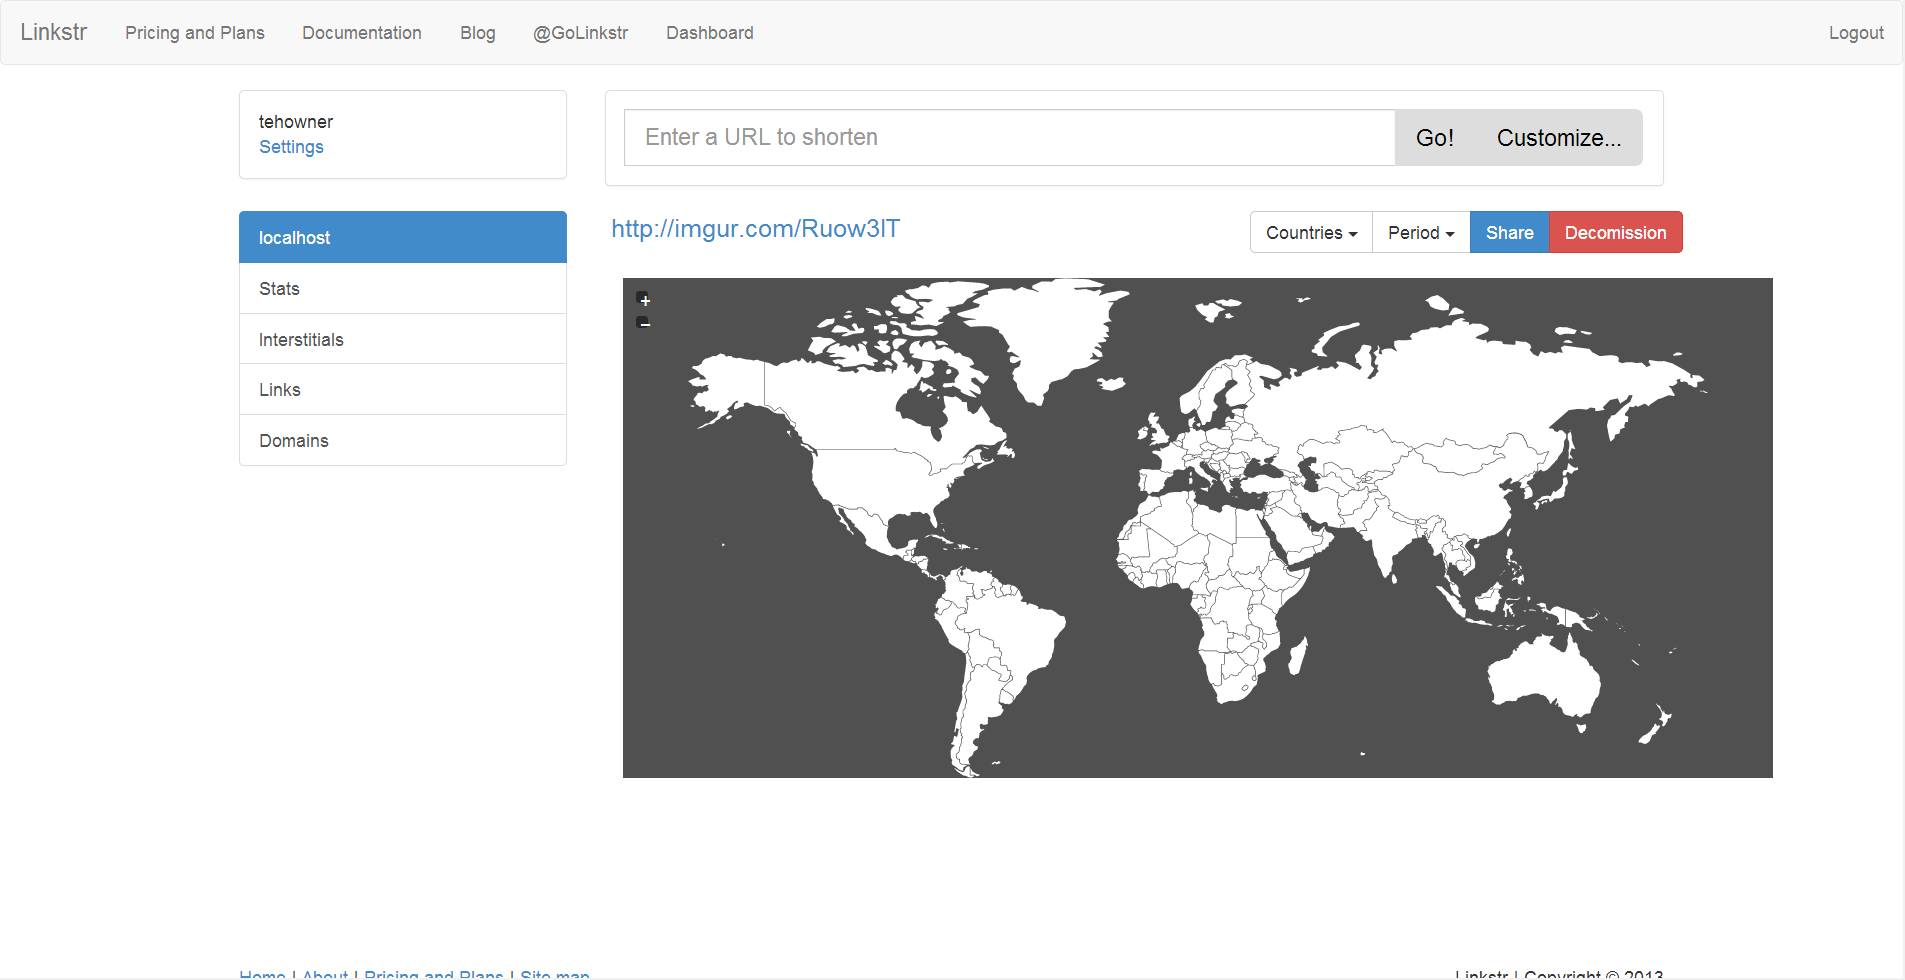 Linkstr Pricing and Plans Documentation Blog @GoLinkstr Dashboard Logout
tehowner
Settings
Enter a URL to shorten Go! Customize...
localhost
Stats
Interstitials
Links
Domains
http://imgur.com/Ruow3lT Countries Period Share Decomission
+
−
Home | About | Pricing and Plans | Site map Linkstr | Copyright © 2013